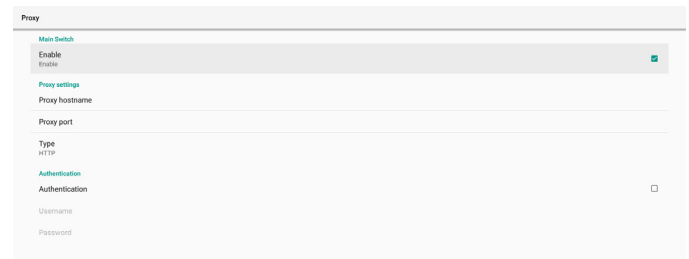 Proxy
Main Switch
Enable
Enable
Proxy settings
Proxy hostname
Proxy port
Type
HTTP
Authentication
Authentication
Username
Password